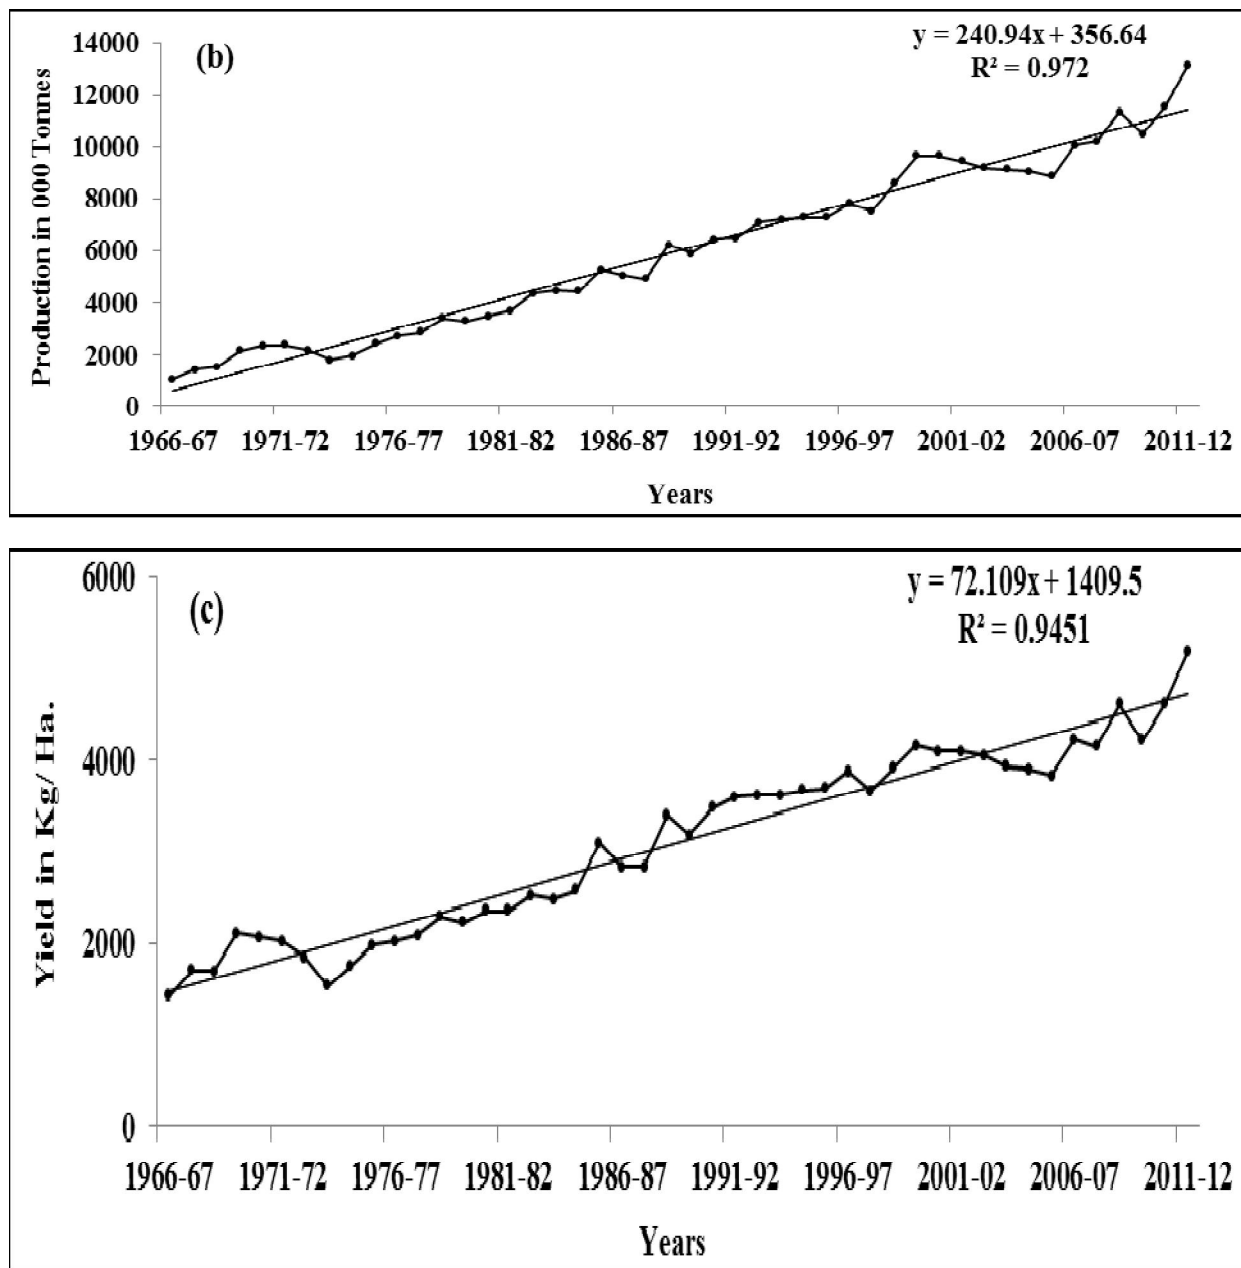 (b)
y = 240.94x + 356.64
R² = 0.972
Production in 000 Tonnes
14000
12000
10000
8000
6000
4000
2000
0
1966-67 1971-72 1976-77 1981-82 1986-87 1991-92 1996-97 2001-02 2006-07 2011-12
Years
(c)
y = 72.109x + 1409.5
R² = 0.9451
Yield in Kg/ Ha.
6000
4000
2000
0
1966-67 1971-72 1976-77 1981-82 1986-87 1991-92 1996-97 2001-02 2006-07 2011-12
Years